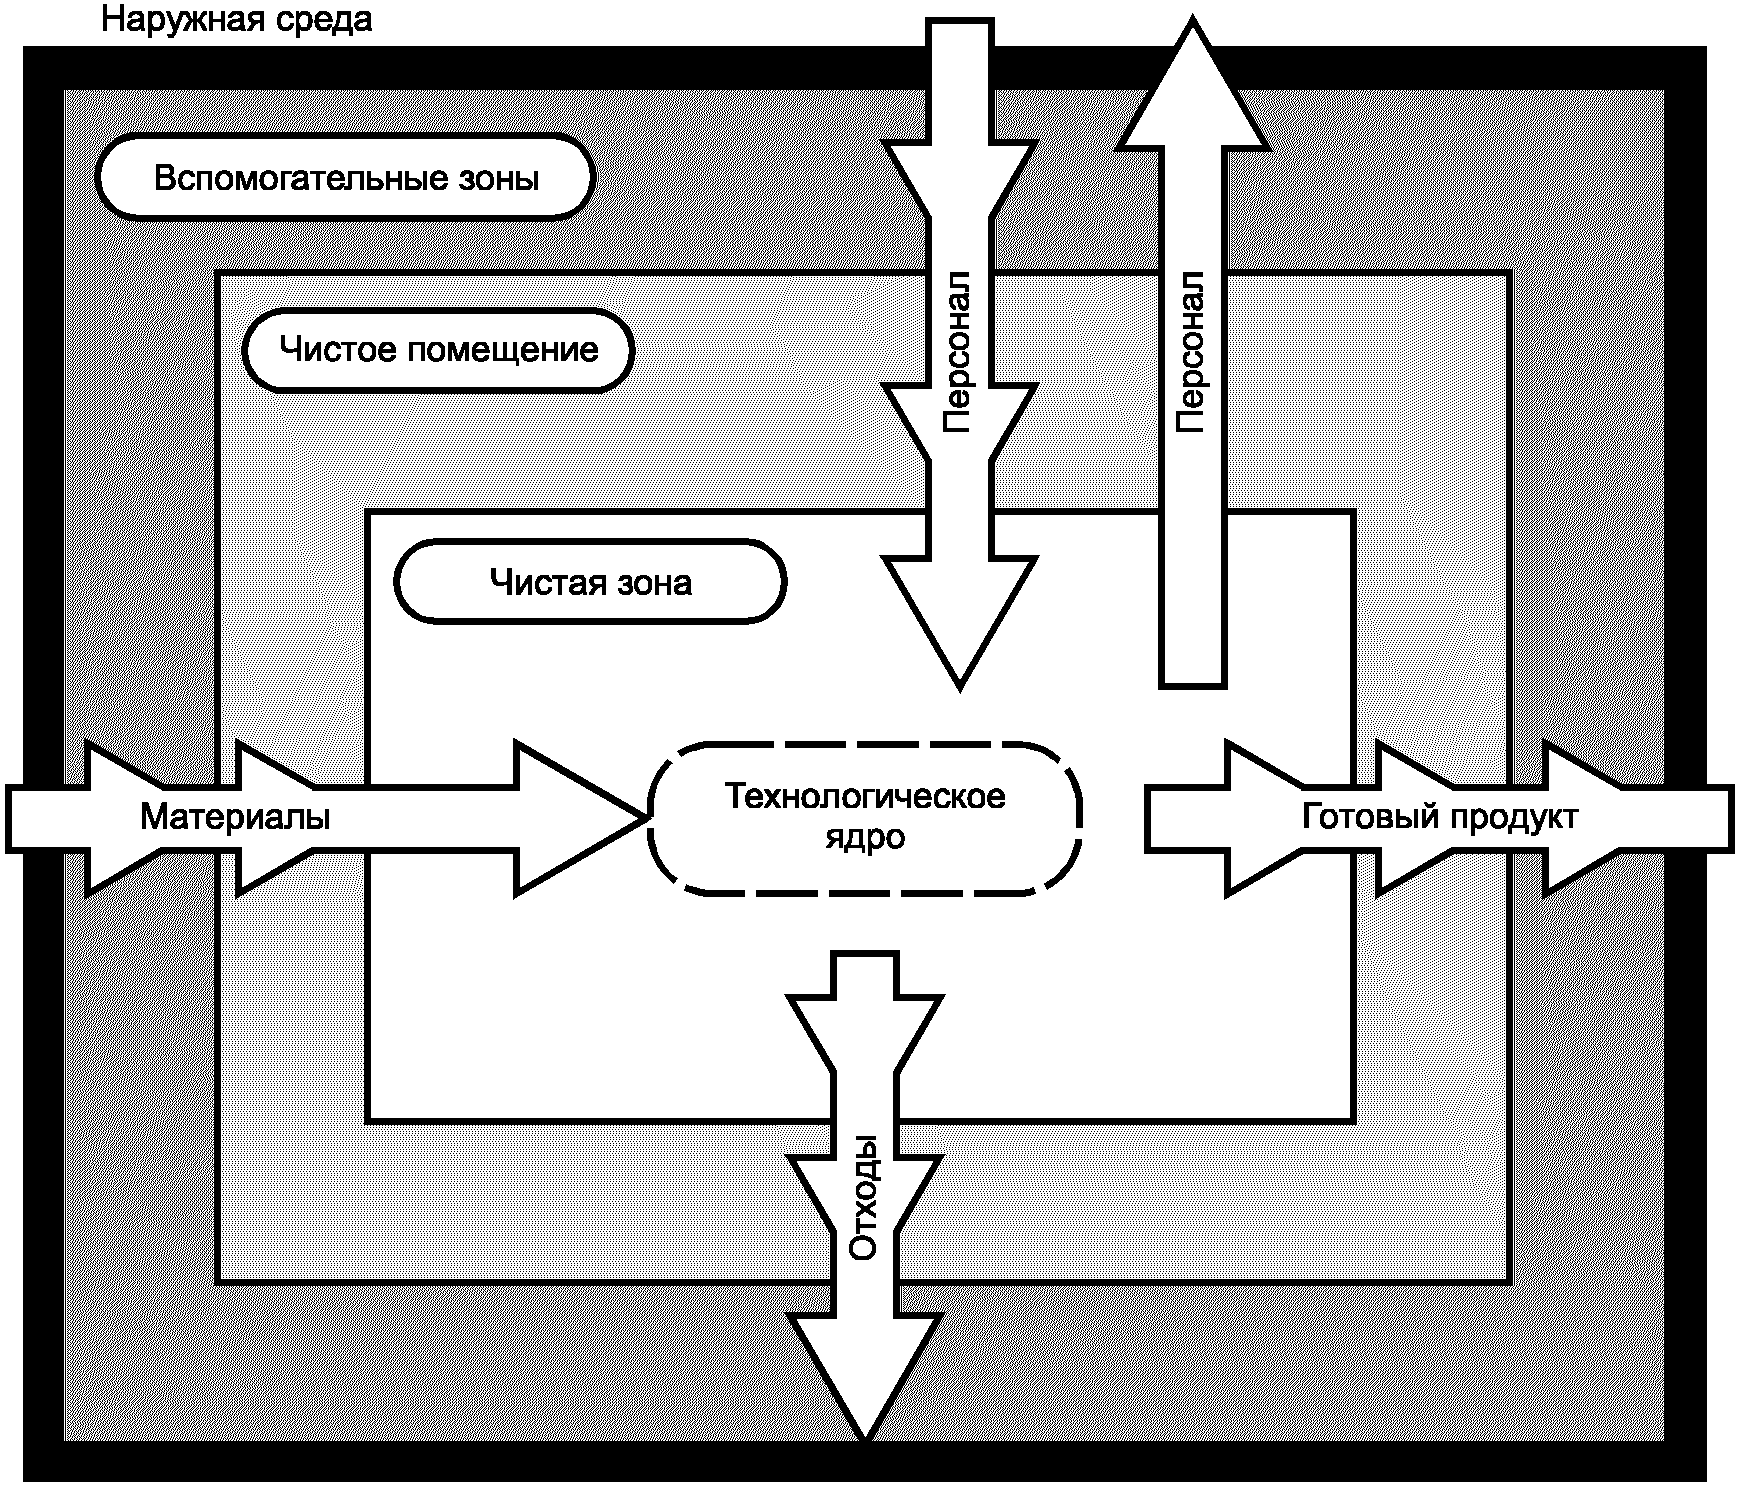 Наружная среда
Вспомогательные зоны
Чистое помещение
Персонал
Персонал
Чистая зона
Материалы
Технологическое
ядро
Готовый продукт
Отходы